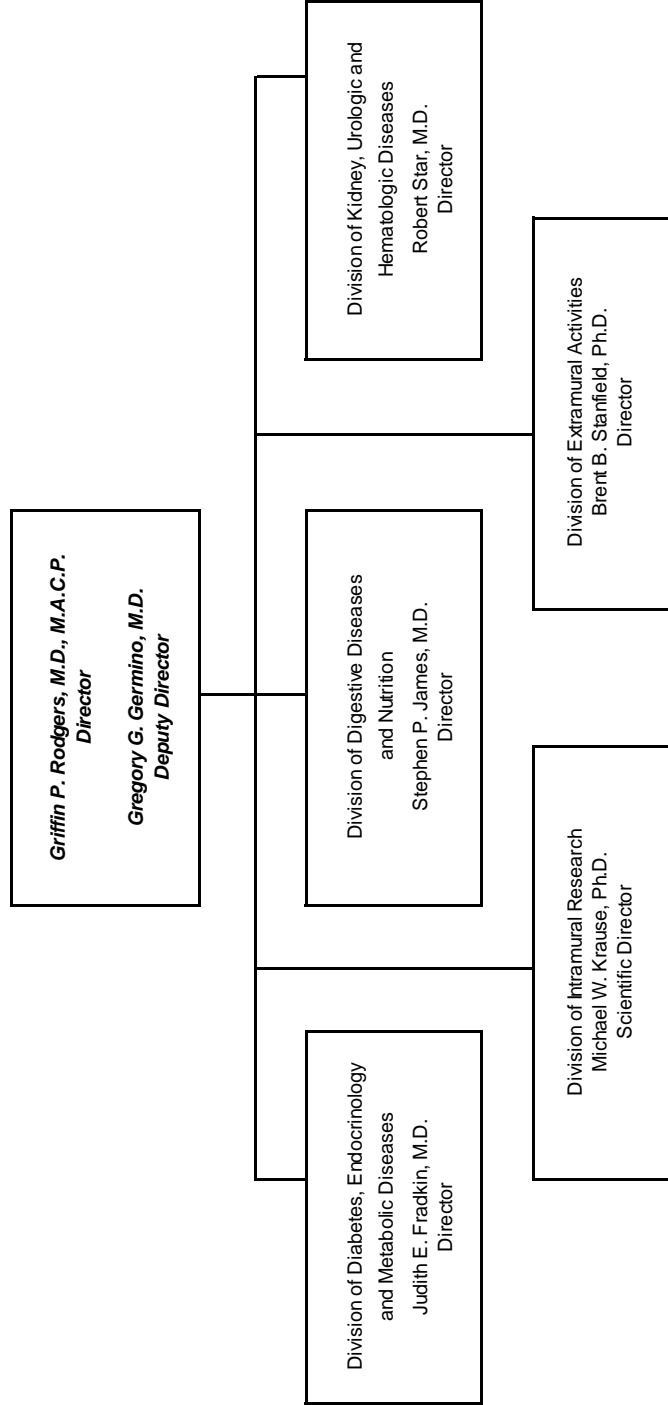 Griffin P. Rodgers, M.D., M.A.C.P.
Director
Gregory G. Germino, M.D.
Deputy Director
Division of Diabetes, Endocrinology
and Metabolic Diseases
Judith E. Fradkin, M.D.
Director
Division of Digestive Diseases
and Nutrition
Stephen P. James, M.D.
Director
Division of Kidney, Urologic and
Hematologic Diseases
Robert Star, M.D.
Director
Division of Intramural Research
Michael W. Krause, Ph.D.
Scientific Director
Division of Extramural Activities
Brent B. Stanfield, Ph.D.
Director